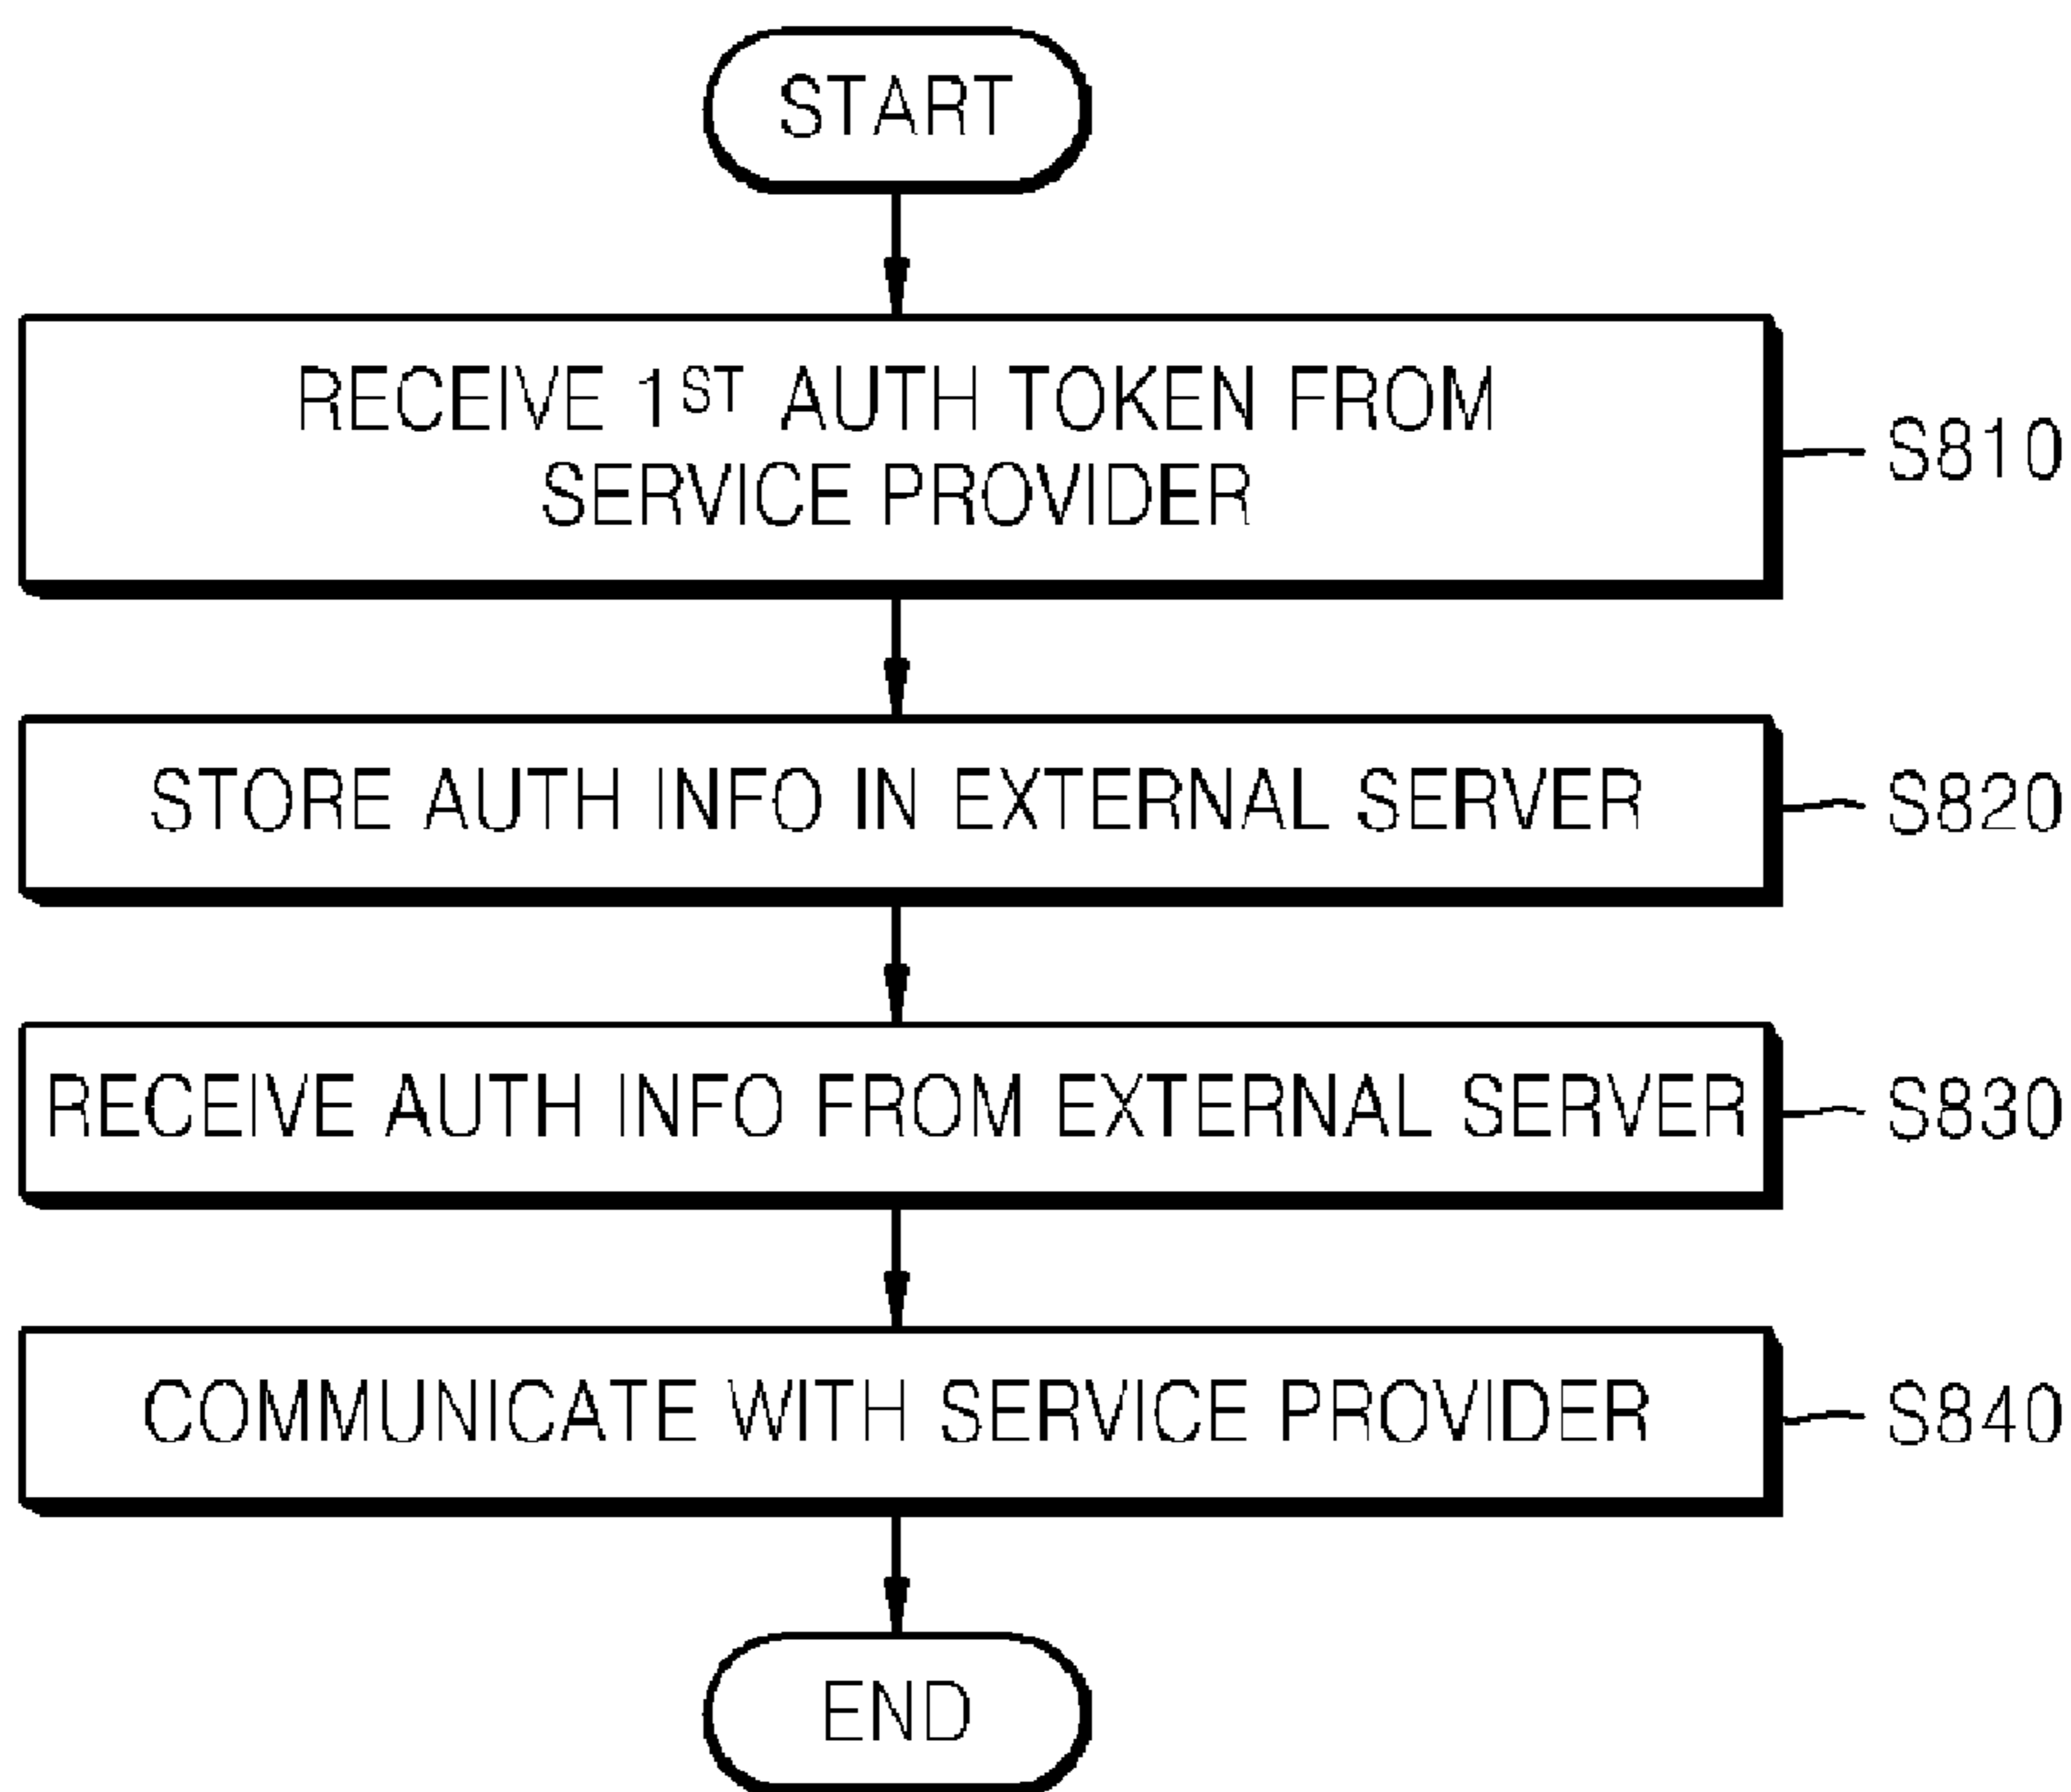 START
RECEIVE 1ST AUTH TOKEN FROM
SERVICE PROVIDER
S810
STORE AUTH INFO IN EXTERNAL SERVER
S820
RECEIVE AUTH INFO FROM EXTERNAL SERVER
S830
COMMUNICATE WITH SERVICE PROVIDER
S840
END